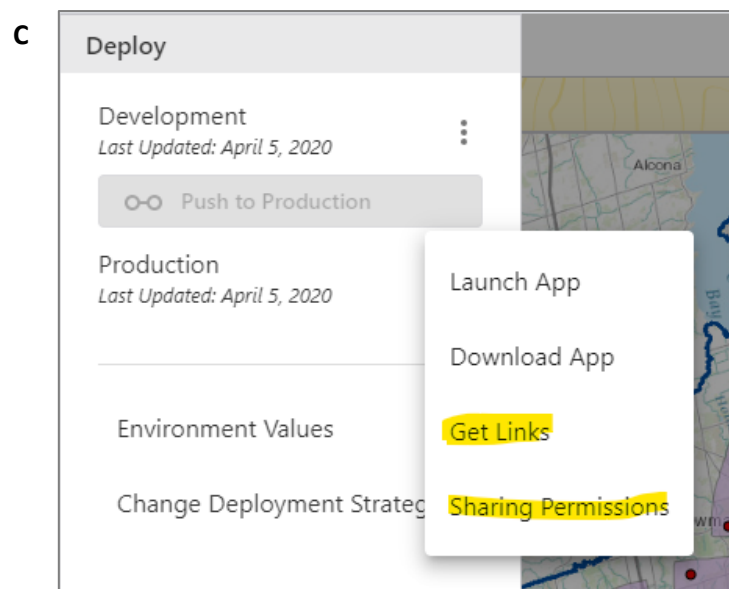 C
Deploy
Development
Last Updated: April 5, 2020
Push to Production
Production
Last Updated: April 5, 2020
Launch App
Download App
Get Links
Sharing Permissions
Environment Values
Change Deployment Strateg
Alcona
Bay